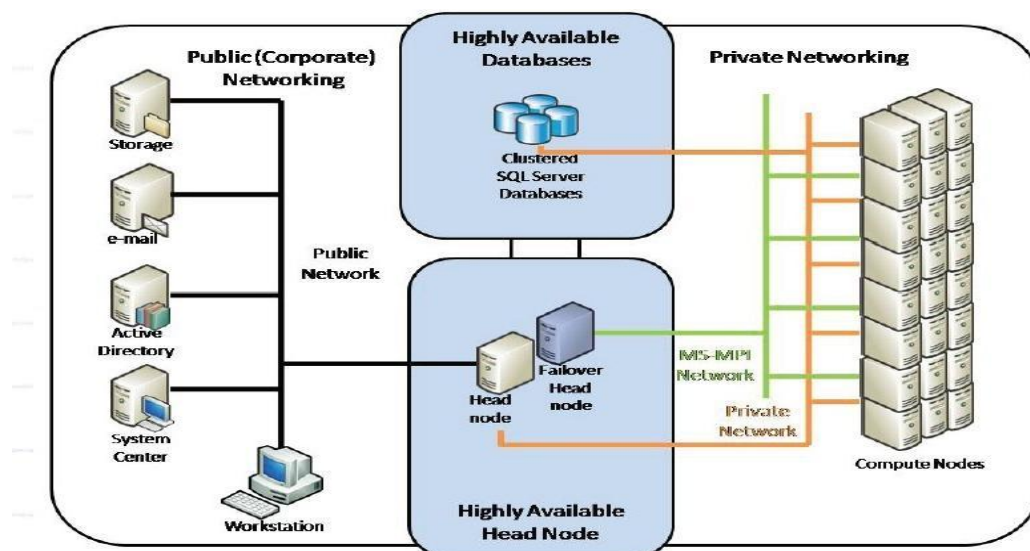 Public (Corporate)
Networking
Storage
e-mail
Active
Directory
System
Center
Workstation
Public
Network
Highly Available
Databases
Clustered
SQL Server
Databases
Head
node
Failover
Head
node
Highly Available
Head Node
Private Networking
MS-MPI
Network
Private
Network
Compute Nodes